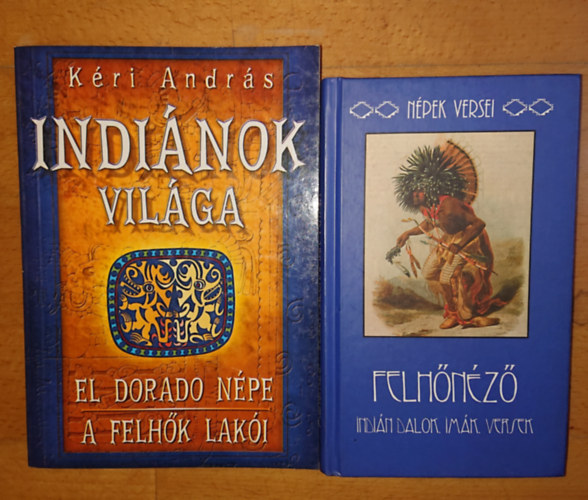 Kéri András
INDIÁNOK
VILÁGA
EL DORADO NÉPE
A FELHŐK LAKÓI
NÉPEK VERSEI
FELHŐNÉZŐ
INDIÁN DALOK, IMÁK, VERSEK